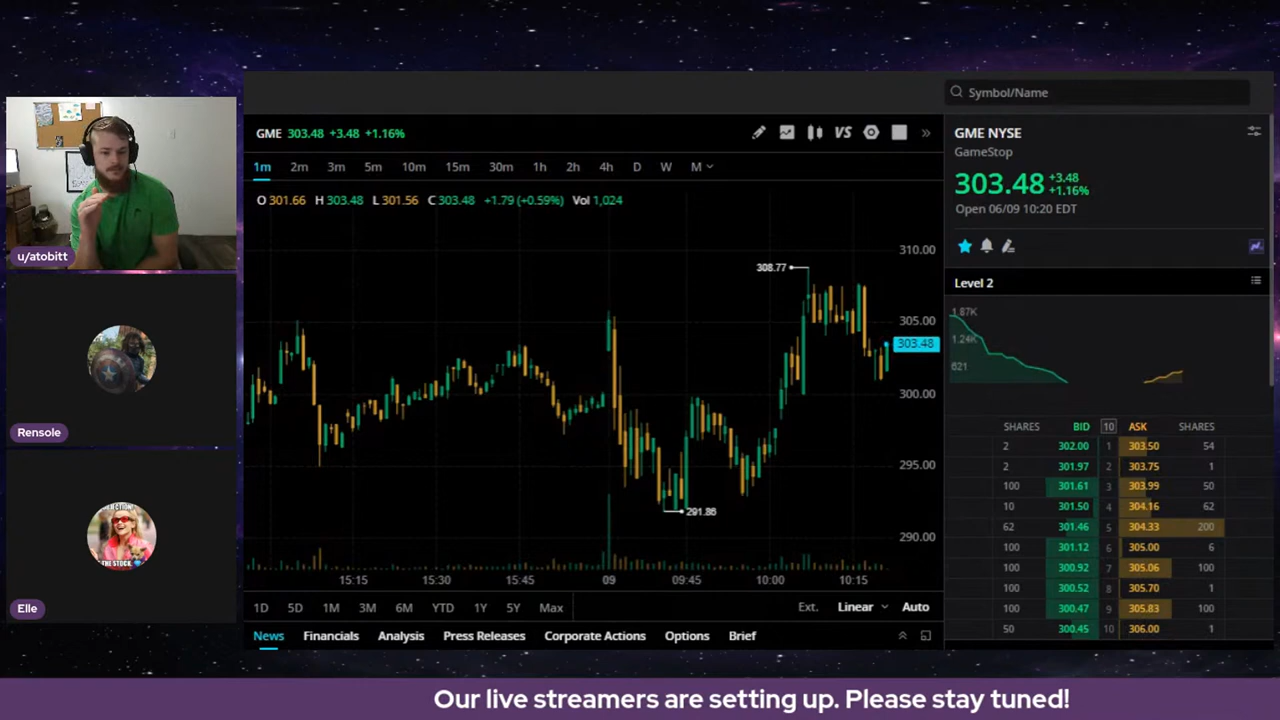 Symbol/Name
GME 303.48 +3.48 +1.16%
VS
1m 2m 3m 5m 10m 15m 30m 1h 2h 4h D W M
O 301.66 H 303.48 L 301.56 C 303.48 +1.79 (+0.59%) Vol 1,024
310.00
308.77
305.00
303.48
300.00
295.00
291.86
290.00
15:15 15:30 15:45 09 09:45 10:00 10:15
1D 5D 1M 3M 6M YTD 1Y 5Y Max Ext. Linear Auto
News Financials Analysis Press Releases Corporate Actions Options Brief
GME NYSE
GameStop
303.48 +3.48
+1.16%
Open 06/09 10:20 EDT
Level 2
1.87K
1.24K
621
SHARES BID 10 ASK SHARES
2 302.00 1 303.50 54
2 301.97 2 303.75 1
100 301.61 3 303.99 50
10 301.50 4 304.16 62
62 301.46 5 304.33 200
100 301.12 6 305.00 6
100 300.92 7 305.06 100
100 300.52 8 305.70 1
100 300.47 9 305.83 100
50 300.45 10 306.00 1
u/atobitt
Rensole
THE STOCK
Elle
Our live streamers are setting up. Please stay tuned!